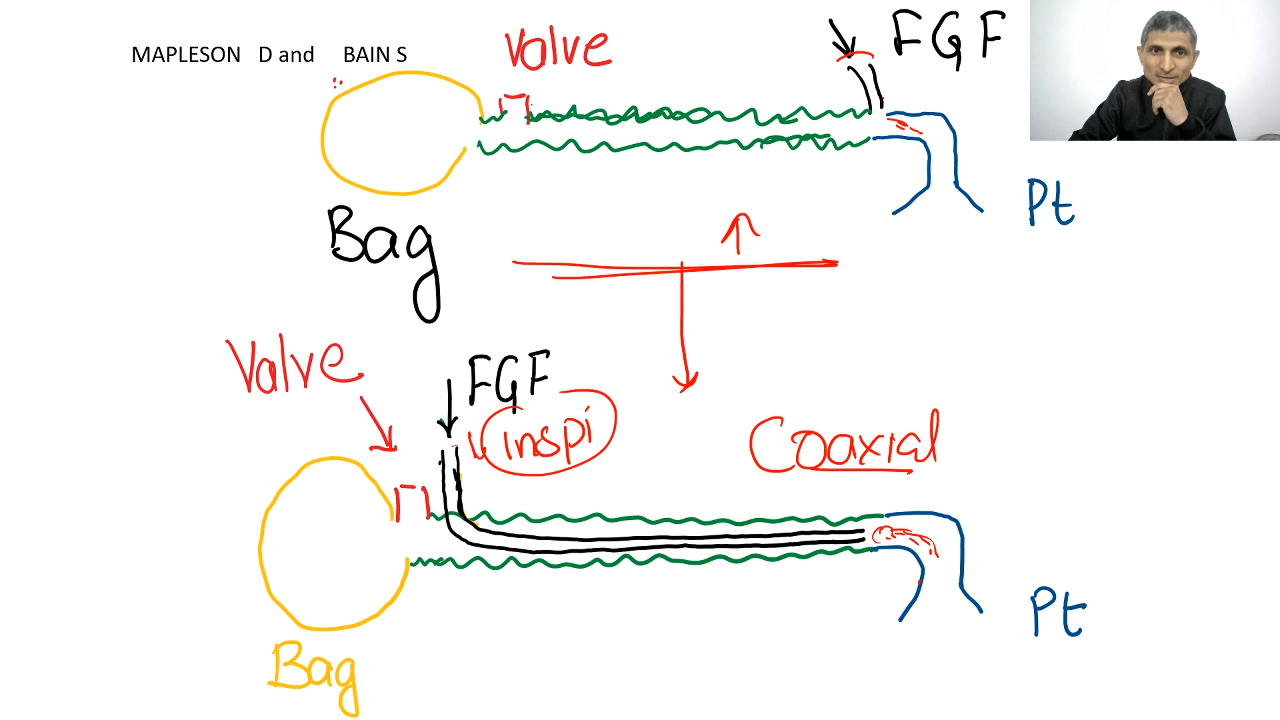 MAPLESON D and BAIN S
Valve
FGF
Pt
Bag
Valve
FGF
inspi
Coaxial
Pt
Bag